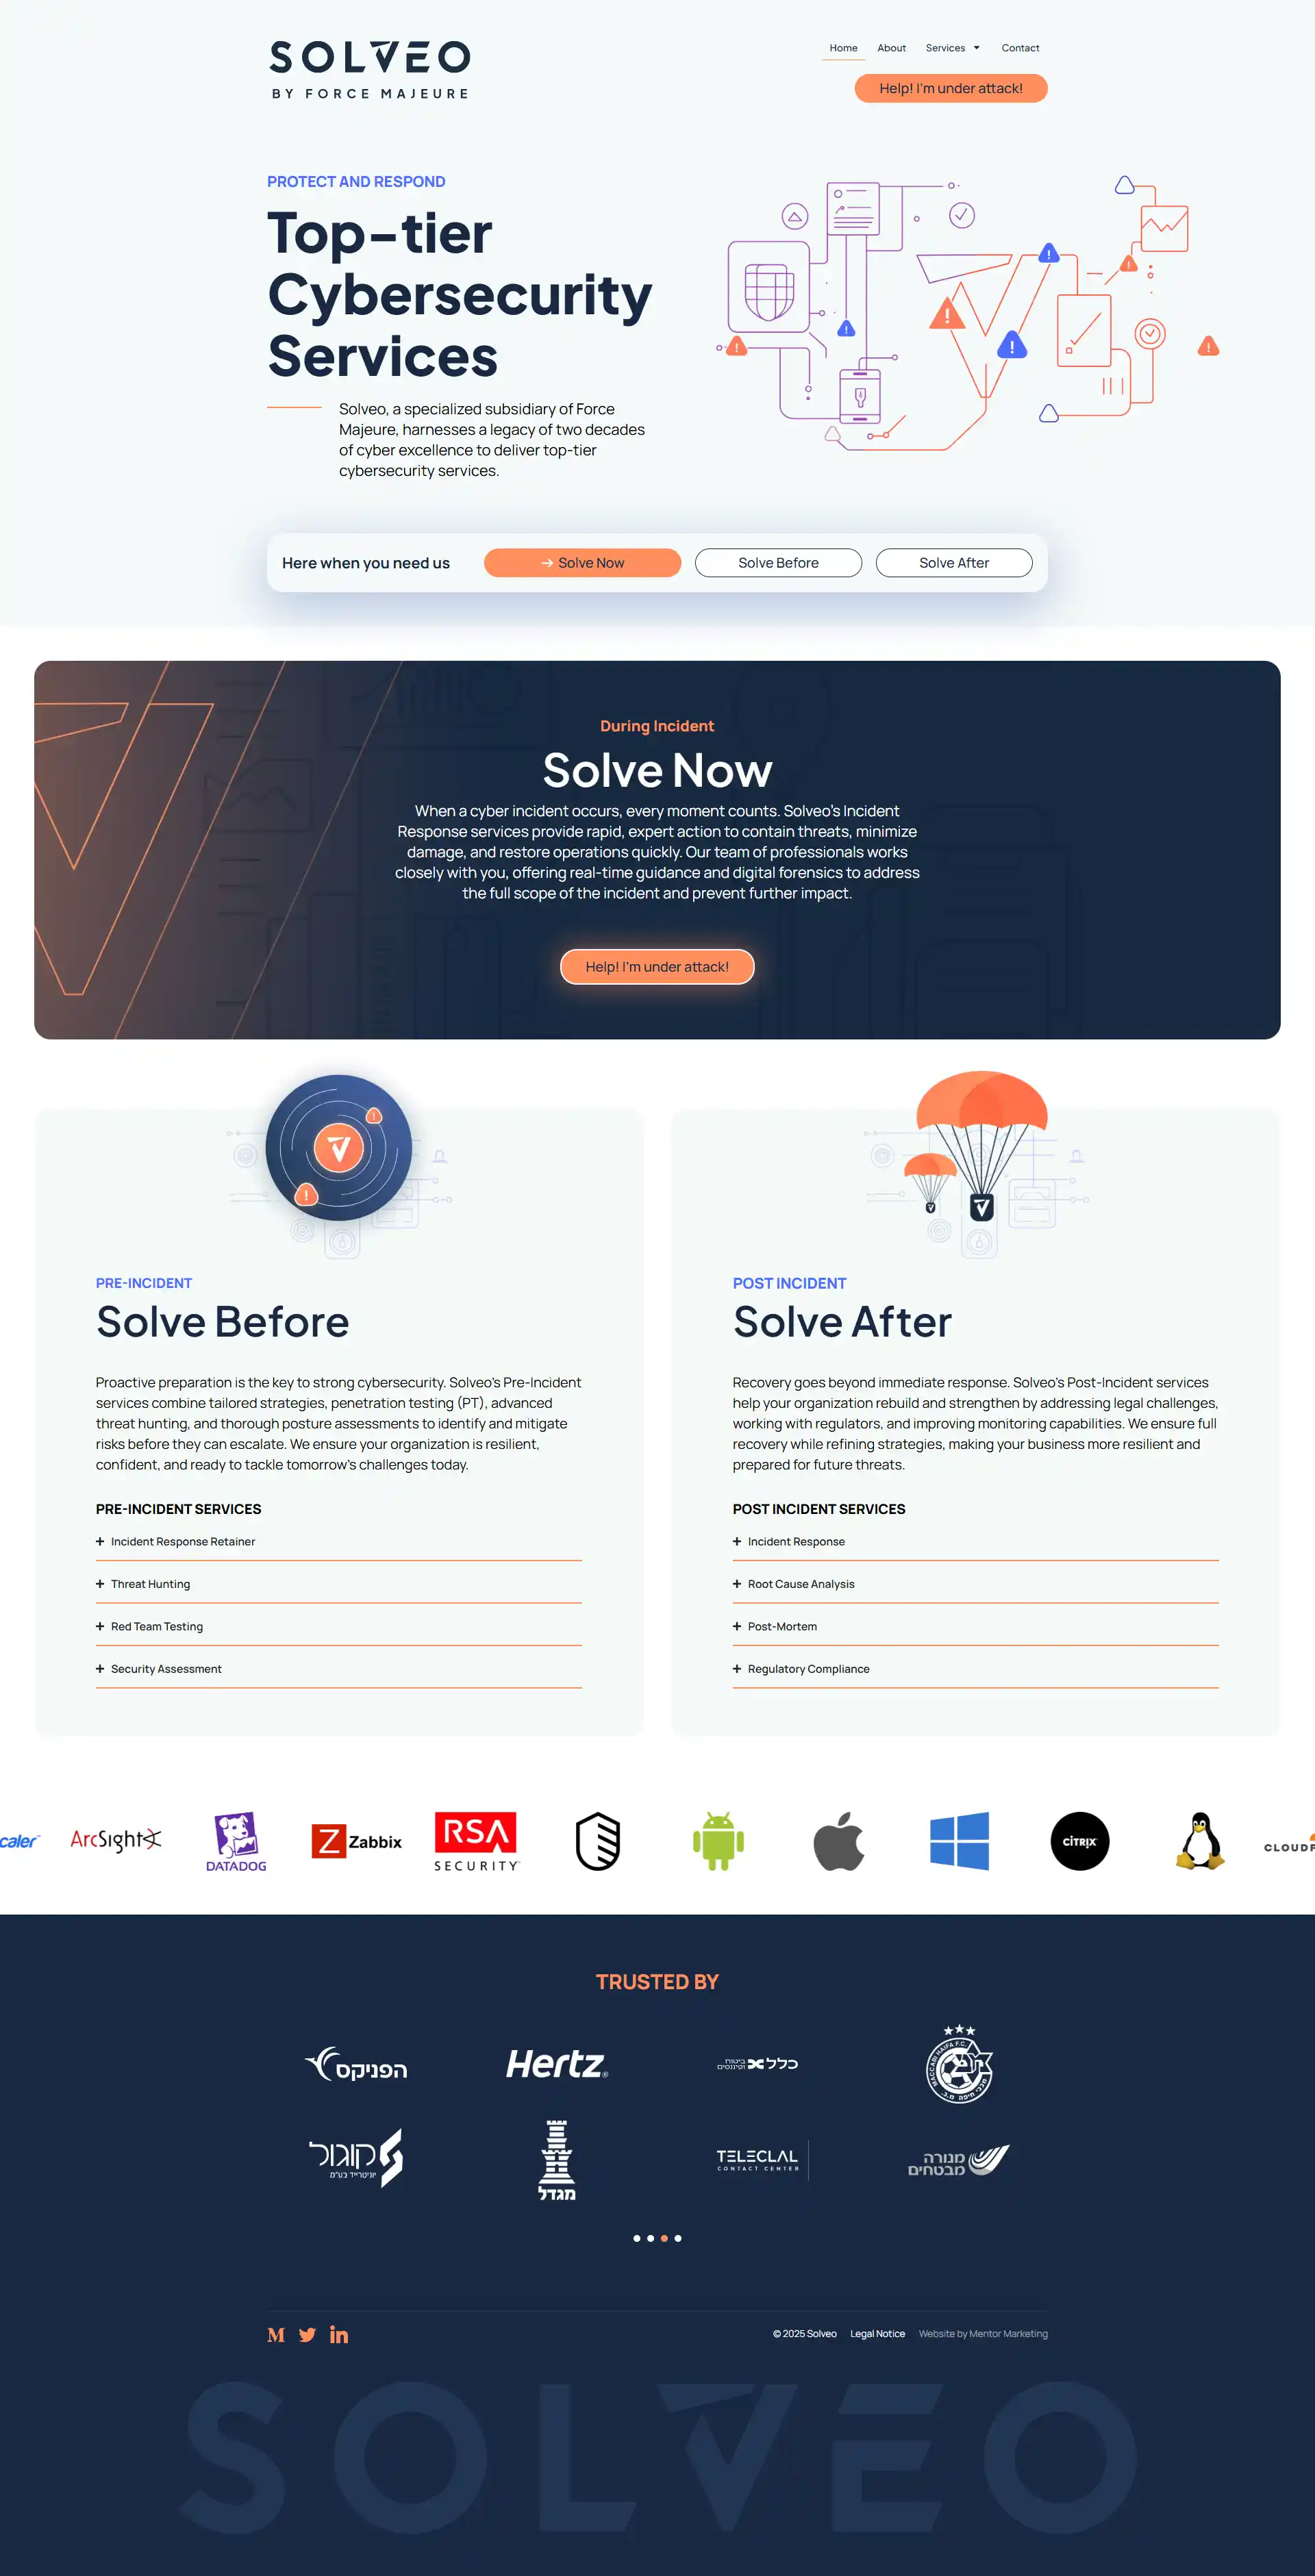 SOLVEO
BY FORCE MAJEURE
Home About Services Contact
Help! I'm under attack!
PROTECT AND RESPOND
Top-tier
Cybersecurity
Services
Solveo, a specialized subsidiary of Force
Majeure, harnesses a legacy of two decades
of cyber excellence to deliver top-tier
cybersecurity services.
Here when you need us
Solve Now
Solve Before
Solve After
During Incident
Solve Now
When a cyber incident occurs, every moment counts. Solveo's Incident
Response services provide rapid, expert action to contain threats, minimize
damage, and restore operations quickly. Our team of professionals works
closely with you, offering real-time guidance and digital forensics to address
the full scope of the incident and prevent further impact.
Help! I'm under attack!
PRE-INCIDENT
Solve Before
Proactive preparation is the key to strong cybersecurity. Solveo's Pre-Incident
services combine tailored strategies, penetration testing (PT), advanced
threat hunting, and thorough posture assessments to identify and mitigate
risks before they can escalate. We ensure your organization is resilient,
confident, and ready to tackle tomorrow's challenges today.
PRE-INCIDENT SERVICES
Incident Response Retainer
Threat Hunting
Red Team Testing
Security Assessment
POST INCIDENT
Solve After
Recovery goes beyond immediate response. Solveo's Post-Incident services
help your organization rebuild and strengthen by addressing legal challenges,
working with regulators, and improving monitoring capabilities. We ensure full
recovery while refining strategies, making your business more resilient and
prepared for future threats.
POST INCIDENT SERVICES
Incident Response
Root Cause Analysis
Post-Mortem
Regulatory Compliance
caler
ArcSight
DATADOG
Z Zabbix
RSA
SECURITY
CITRIX
CLOUDF
TRUSTED BY
הפניקס
Hertz
כלל ביטוח
ופיננסים
MACCABI HAIFA F.C.
מכבי חיפה מ.כ.
קוגול
יוניטרייד בע"מ
מגדל
TELECLAL
CONTACT CENTER
מנורה
מבטחים
© 2025 Solveo Legal Notice Website by Mentor Marketing
SOLVEO